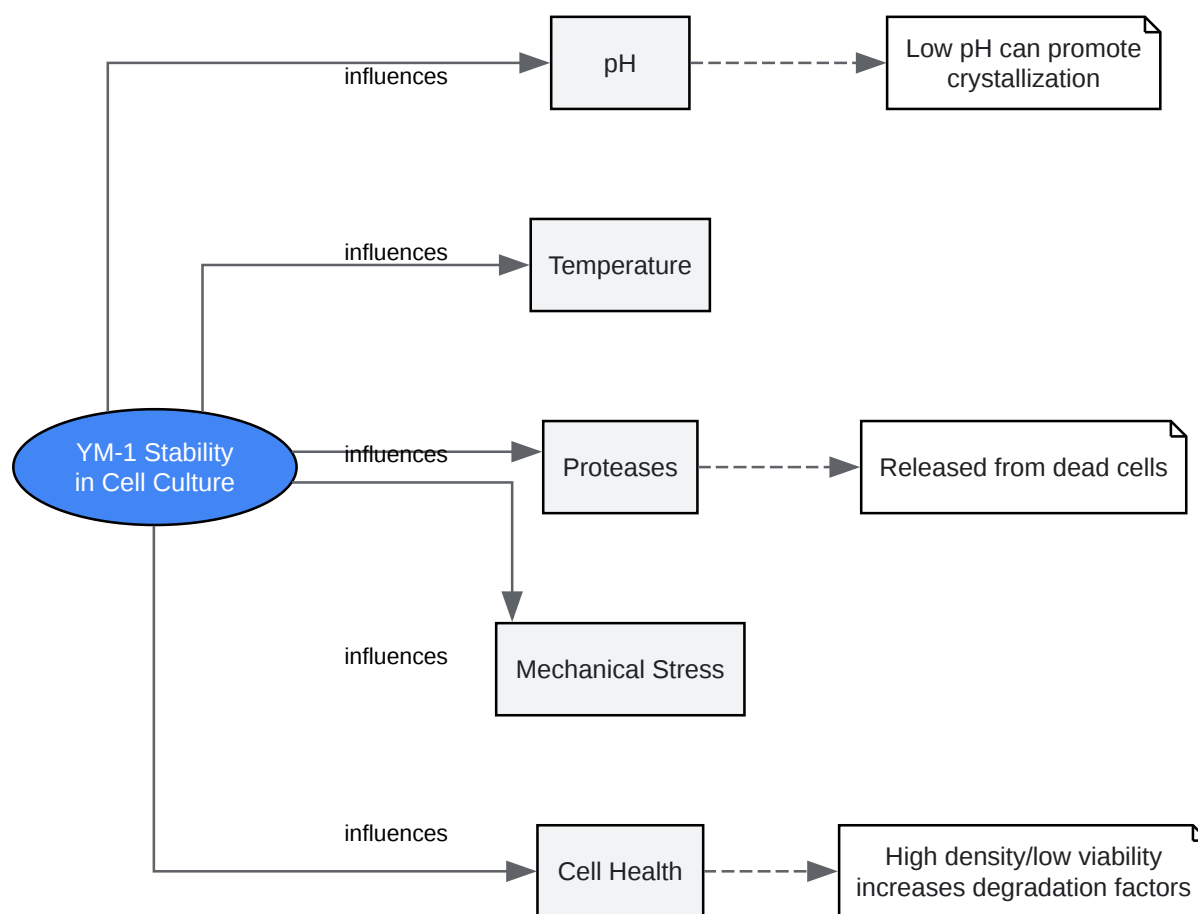 influences
pH
Low pH can promote
crystallization
influences
Temperature
YM-1 Stability
in Cell Culture
influences
Proteases
Released from dead cells
influences
Mechanical Stress
influences
Cell Health
High density/low viability
increases degradation factors